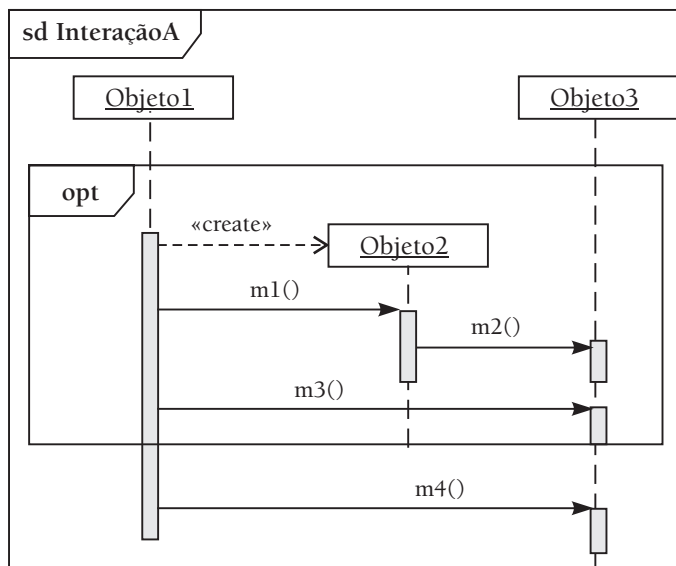 sd InteraçãoA
Objeto1
Objeto3
opt
«create»
Objeto2
m1()
m2()
m3()
m4()